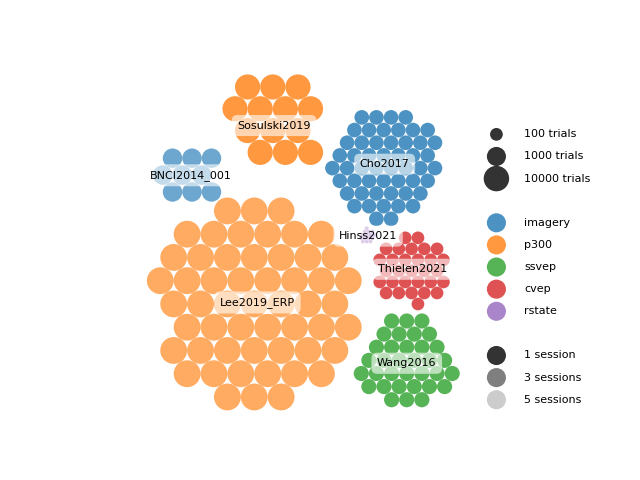 Sosulski2019
BNCI2014_001
Cho2017
Hinss2021
Thielen2021
Lee2019_ERP
Wang2016
100 trials
1000 trials
10000 trials
imagery
p300
ssvep
cvep
rstate
1 session
3 sessions
5 sessions